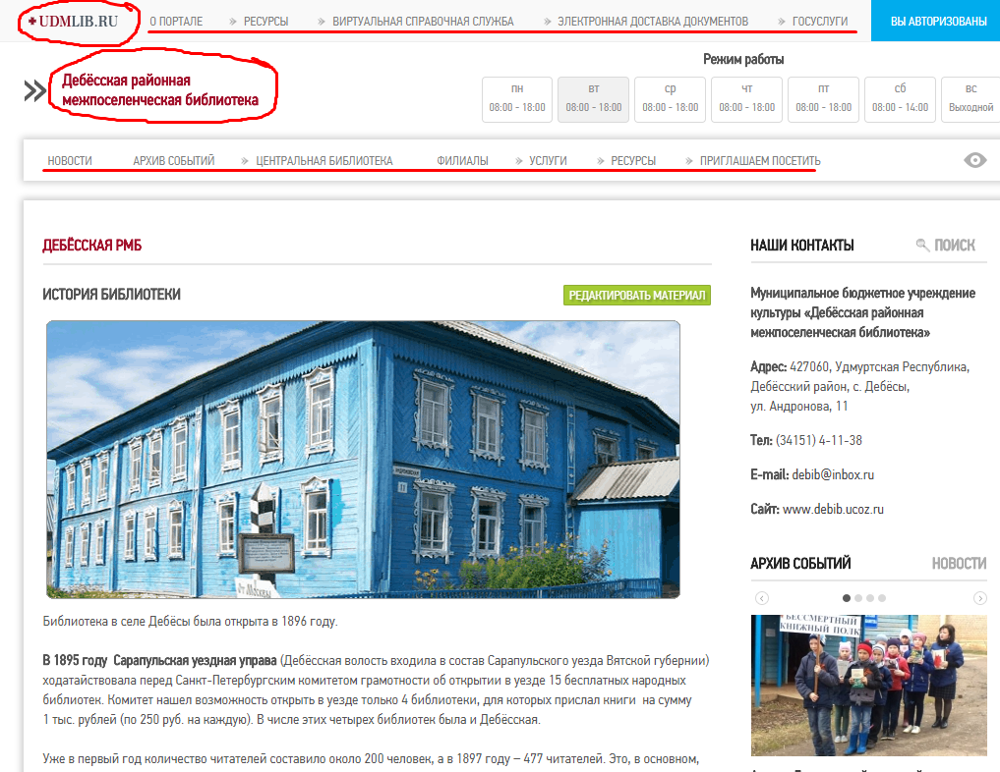 UDMLIB.RU
О ПОРТАЛЕ РЕСУРСЫ ВИРТУАЛЬНАЯ СПРАВОЧНАЯ СЛУЖБА ЭЛЕКТРОННАЯ ДОСТАВКА ДОКУМЕНТОВ ГОСУСЛУГИ
ВЫ АВТОРИЗОВАНЫ
Дебёсская районная
межпоселенческая библиотека
Режим работы
пн вт ср чт пт сб вс
08:00 - 18:00 08:00 - 18:00 08:00 - 18:00 08:00 - 18:00 08:00 - 18:00 08:00 - 14:00 Выходной
НОВОСТИ АРХИВ СОБЫТИЙ ЦЕНТРАЛЬНАЯ БИБЛИОТЕКА ФИЛИАЛЫ УСЛУГИ РЕСУРСЫ ПРИГЛАШАЕМ ПОСЕТИТЬ
ДЕБЁССКАЯ РМБ
ИСТОРИЯ БИБЛИОТЕКИ
РЕДАКТИРОВАТЬ МАТЕРИАЛ
11
от Москвы
Библиотека в селе Дебёсы была открыта в 1896 году.
В 1895 году Сарапульская уездная управа (Дебёсская волость входила в состав Сарапульского уезда Вятской губернии)
ходатайствовала перед Санкт-Петербургским комитетом грамотности об открытии в уезде 15 бесплатных народных
библиотек. Комитет нашел возможность открыть в уезде только 4 библиотеки, для которых прислал книги на сумму
1 тыс. рублей (по 250 руб. на каждую). В числе этих четырех библиотек была и Дебёсская.
Уже в первый год количество читателей составило около 200 человек, а в 1897 году – 477 читателей. Это, в основном,
НАШИ КОНТАКТЫ
ПОИСК
Муниципальное бюджетное учреждение
культуры «Дебёсская районная
межпоселенческая библиотека»
Адрес: 427060, Удмуртская Республика,
Дебёсский район, с. Дебёсы,
ул. Андронова, 11
Тел: (34151) 4-11-38
E-mail: debib@inbox.ru
Сайт: www.debib.ucoz.ru
АРХИВ СОБЫТИЙ
НОВОСТИ
БЕССМЕРТНЫЙ
КНИЖНЫЙ ПОЛК